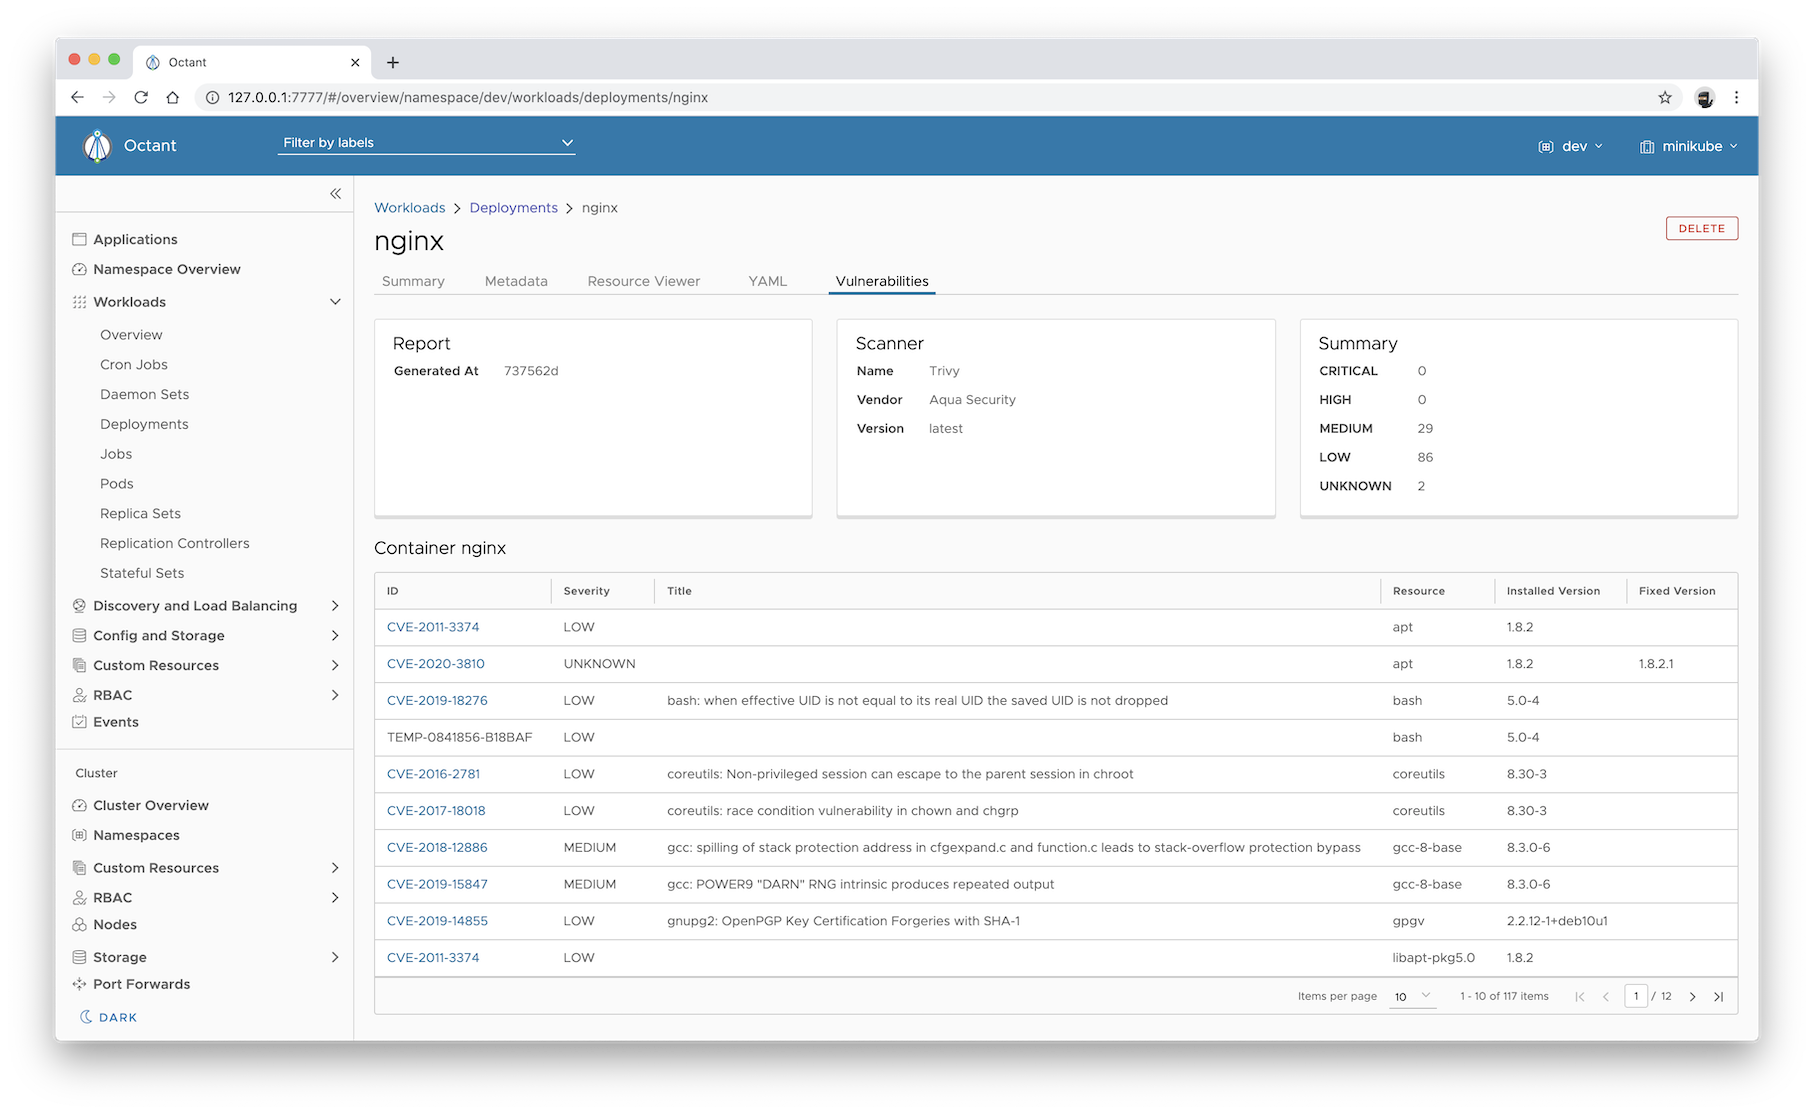 Octant
127.0.0.1:7777/#/overview/namespace/dev/workloads/deployments/nginx
Octant
Filter by labels
dev
minikube
Applications
Namespace Overview
Workloads
Overview
Cron Jobs
Daemon Sets
Deployments
Jobs
Pods
Replica Sets
Replication Controllers
Stateful Sets
Discovery and Load Balancing
Config and Storage
Custom Resources
RBAC
Events
Cluster
Cluster Overview
Namespaces
Custom Resources
RBAC
Nodes
Storage
Port Forwards
DARK
Workloads > Deployments > nginx
nginx
DELETE
Summary Metadata Resource Viewer YAML Vulnerabilities
Report
Generated At 737562d
Scanner
Name Trivy
Vendor Aqua Security
Version latest
Summary
CRITICAL 0
HIGH 0
MEDIUM 29
LOW 86
UNKNOWN 2
Container nginx
ID Severity Title Resource Installed Version Fixed Version
CVE-2011-3374 LOW apt 1.8.2
CVE-2020-3810 UNKNOWN apt 1.8.2 1.8.2.1
CVE-2019-18276 LOW bash: when effective UID is not equal to its real UID the saved UID is not dropped bash 5.0-4
TEMP-0841856-B18BAF LOW bash 5.0-4
CVE-2016-2781 LOW coreutils: Non-privileged session can escape to the parent session in chroot coreutils 8.30-3
CVE-2017-18018 LOW coreutils: race condition vulnerability in chown and chgrp coreutils 8.30-3
CVE-2018-12886 MEDIUM gcc: spilling of stack protection address in cfgexpand.c and function.c leads to stack-overflow protection bypass gcc-8-base 8.3.0-6
CVE-2019-15847 MEDIUM gcc: POWER9 "DARN" RNG intrinsic produces repeated output gcc-8-base 8.3.0-6
CVE-2019-14855 LOW gnupg2: OpenPGP Key Certification Forgeries with SHA-1 gpgv 2.2.12-1+deb10u1
CVE-2011-3374 LOW libapt-pkg5.0 1.8.2
Items per page 10 1 - 10 of 117 items 1 / 12